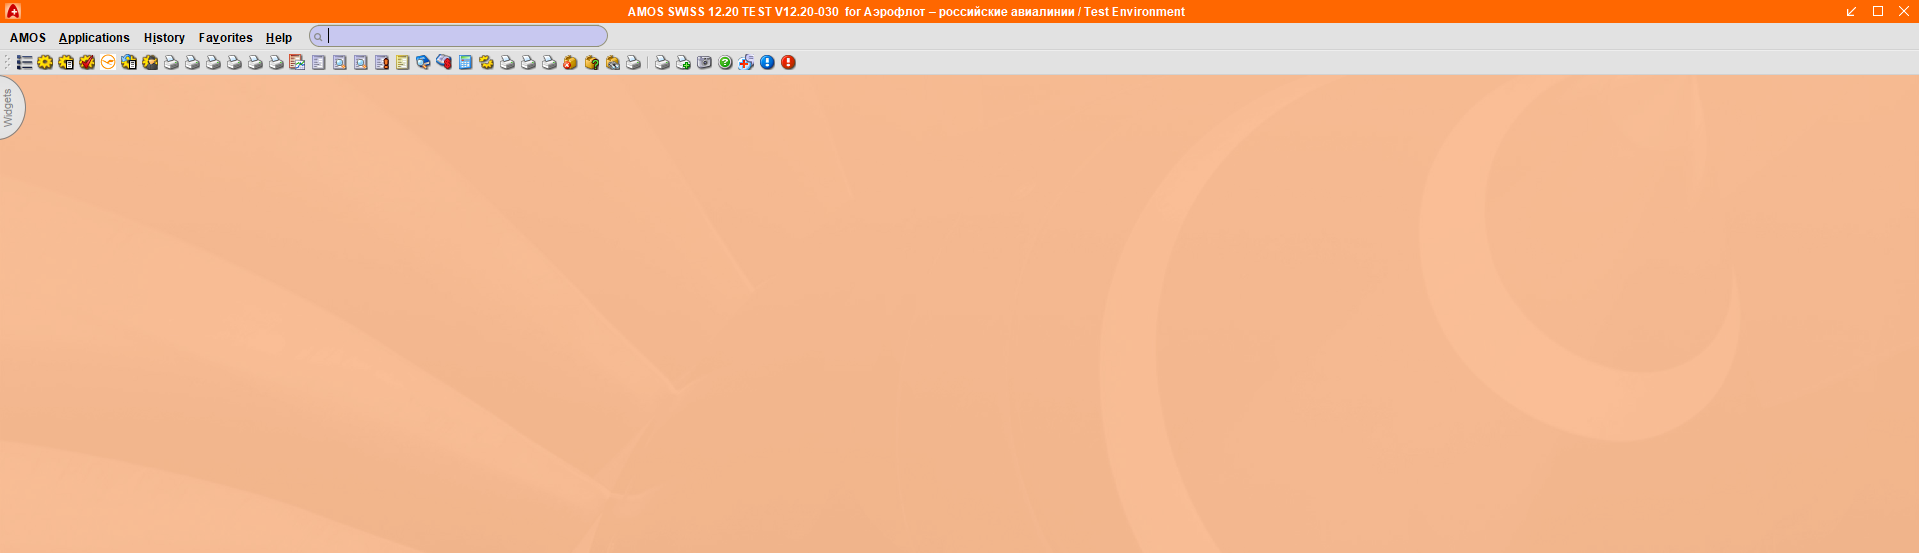 AMOS SWISS 12.20 TEST V12.20-030 for Аэрофлот – российские авиалинии / Test Environment
AMOS Applications History Favorites Help
Widgets